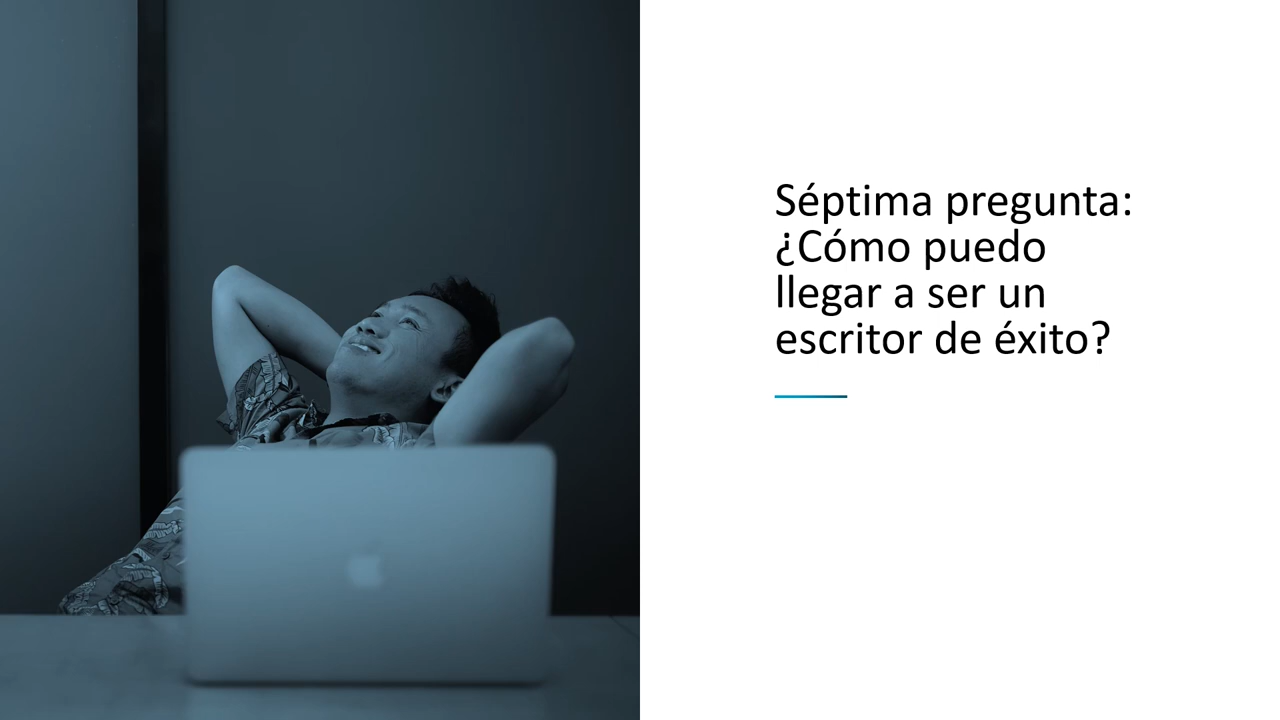 Séptima pregunta:
¿Cómo puedo
llegar a ser un
escritor de éxito?